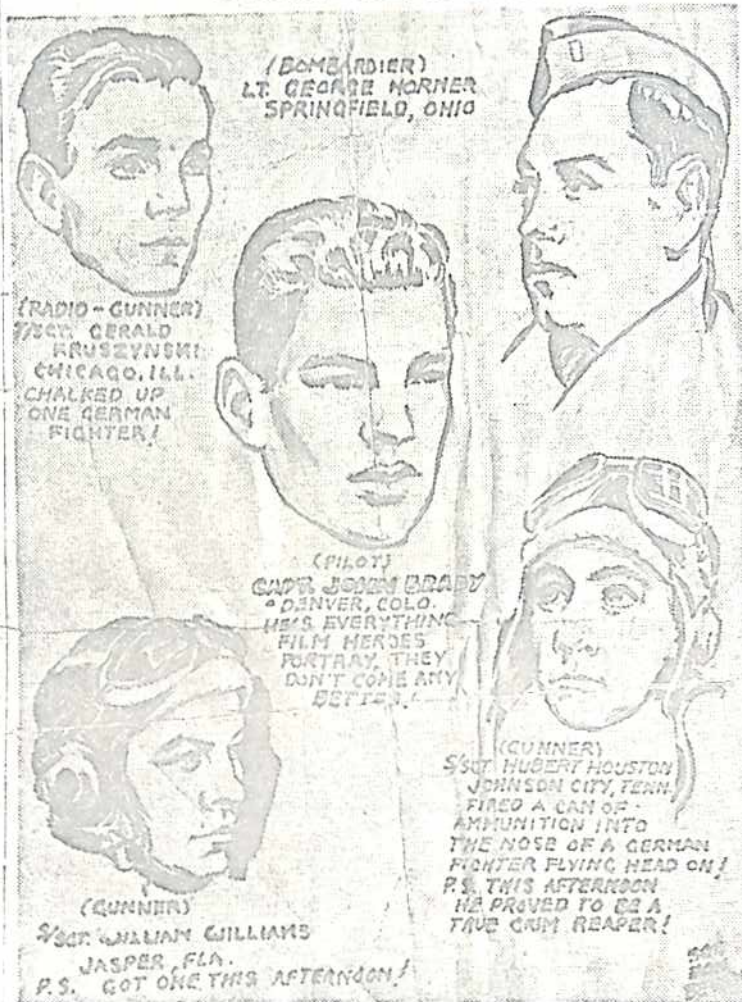 (BOMBARDIER)
LT. GEORGE HORNER
SPRINGFIELD, OHIO
(RADIO-GUNNER)
T/SGT. GERALD
KRUSZYNSKI
CHICAGO, ILL.
CHALKED UP
ONE GERMAN
FIGHTER!
(PILOT)
CAPT. JOHN BRADY
DENVER, COLO.
HE'S EVERYTHING
FILM HEROES
PORTRAY. THEY
DON'T COME ANY
BETTER!
(GUNNER)
S/SGT. HUBERT HOUSTON
JOHNSON CITY, TENN.
FIRED A CAN OF
AMMUNITION INTO
THE NOSE OF A GERMAN
FIGHTER FLYING HEAD ON!
P.S. THIS AFTERNOON
HE PROVED TO BE A
TRUE GRIM REAPER!
(GUNNER)
S/SGT. WILLIAM WILLIAMS
JASPER, FLA.
P.S. GOT ONE THIS AFTERNOON!